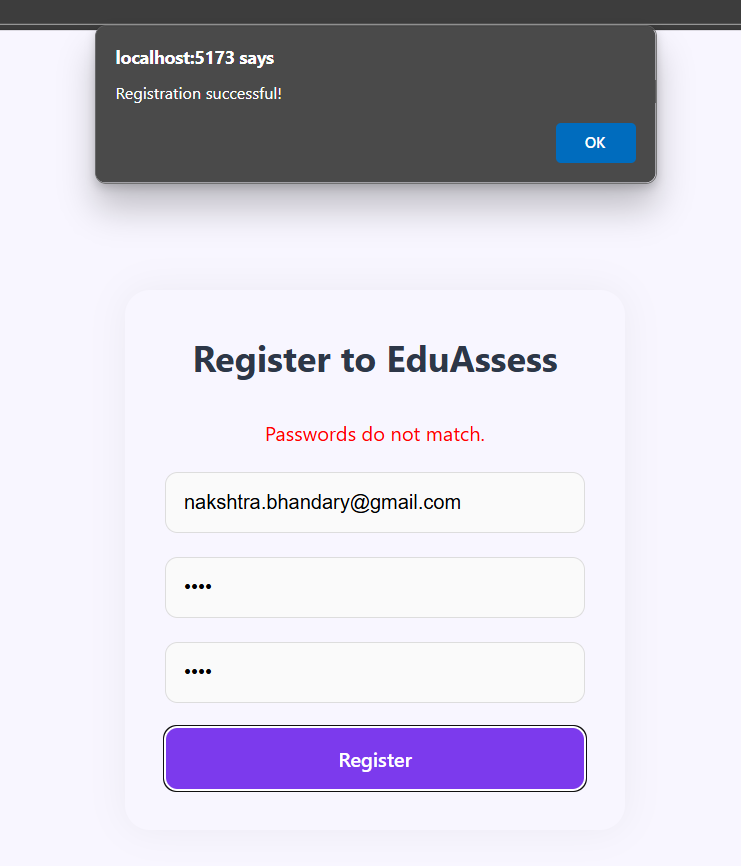 localhost:5173 says
Registration successful!
OK
Register to EduAssess
Passwords do not match.
nakshtra.bhandary@gmail.com
••••
••••
Register